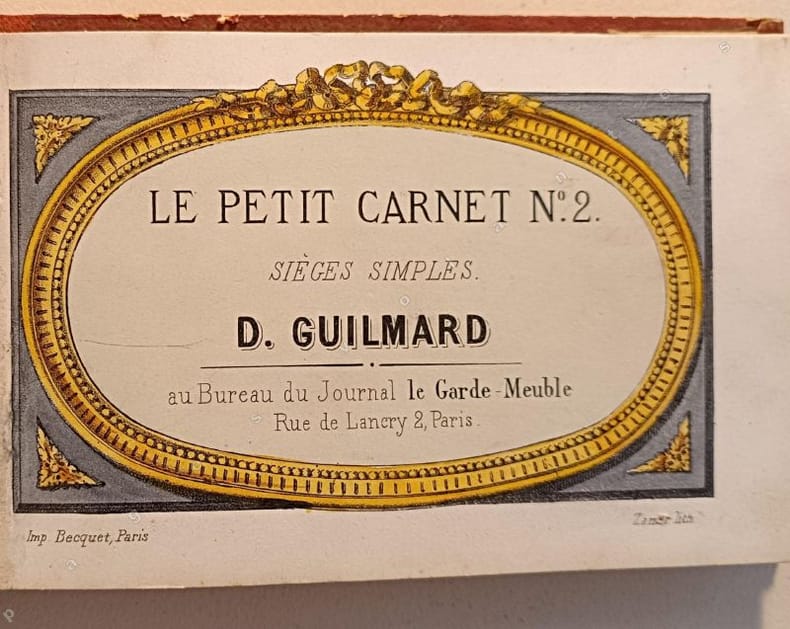 LE PETIT CARNET Nº. 2.
SIÈGES SIMPLES.
D. GUILMARD
au Bureau du Journal le Garde-Meuble
Rue de Lancry 2, Paris.
Imp. Becquet, Paris
lith